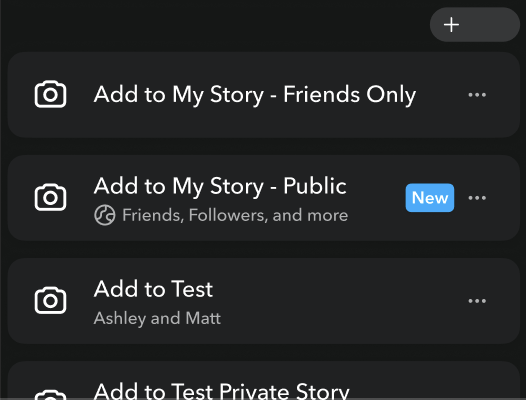 Add to My Story - Friends Only
Add to My Story - Public
Friends, Followers, and more
New
Add to Test
Ashley and Matt
Add to Test Private Story